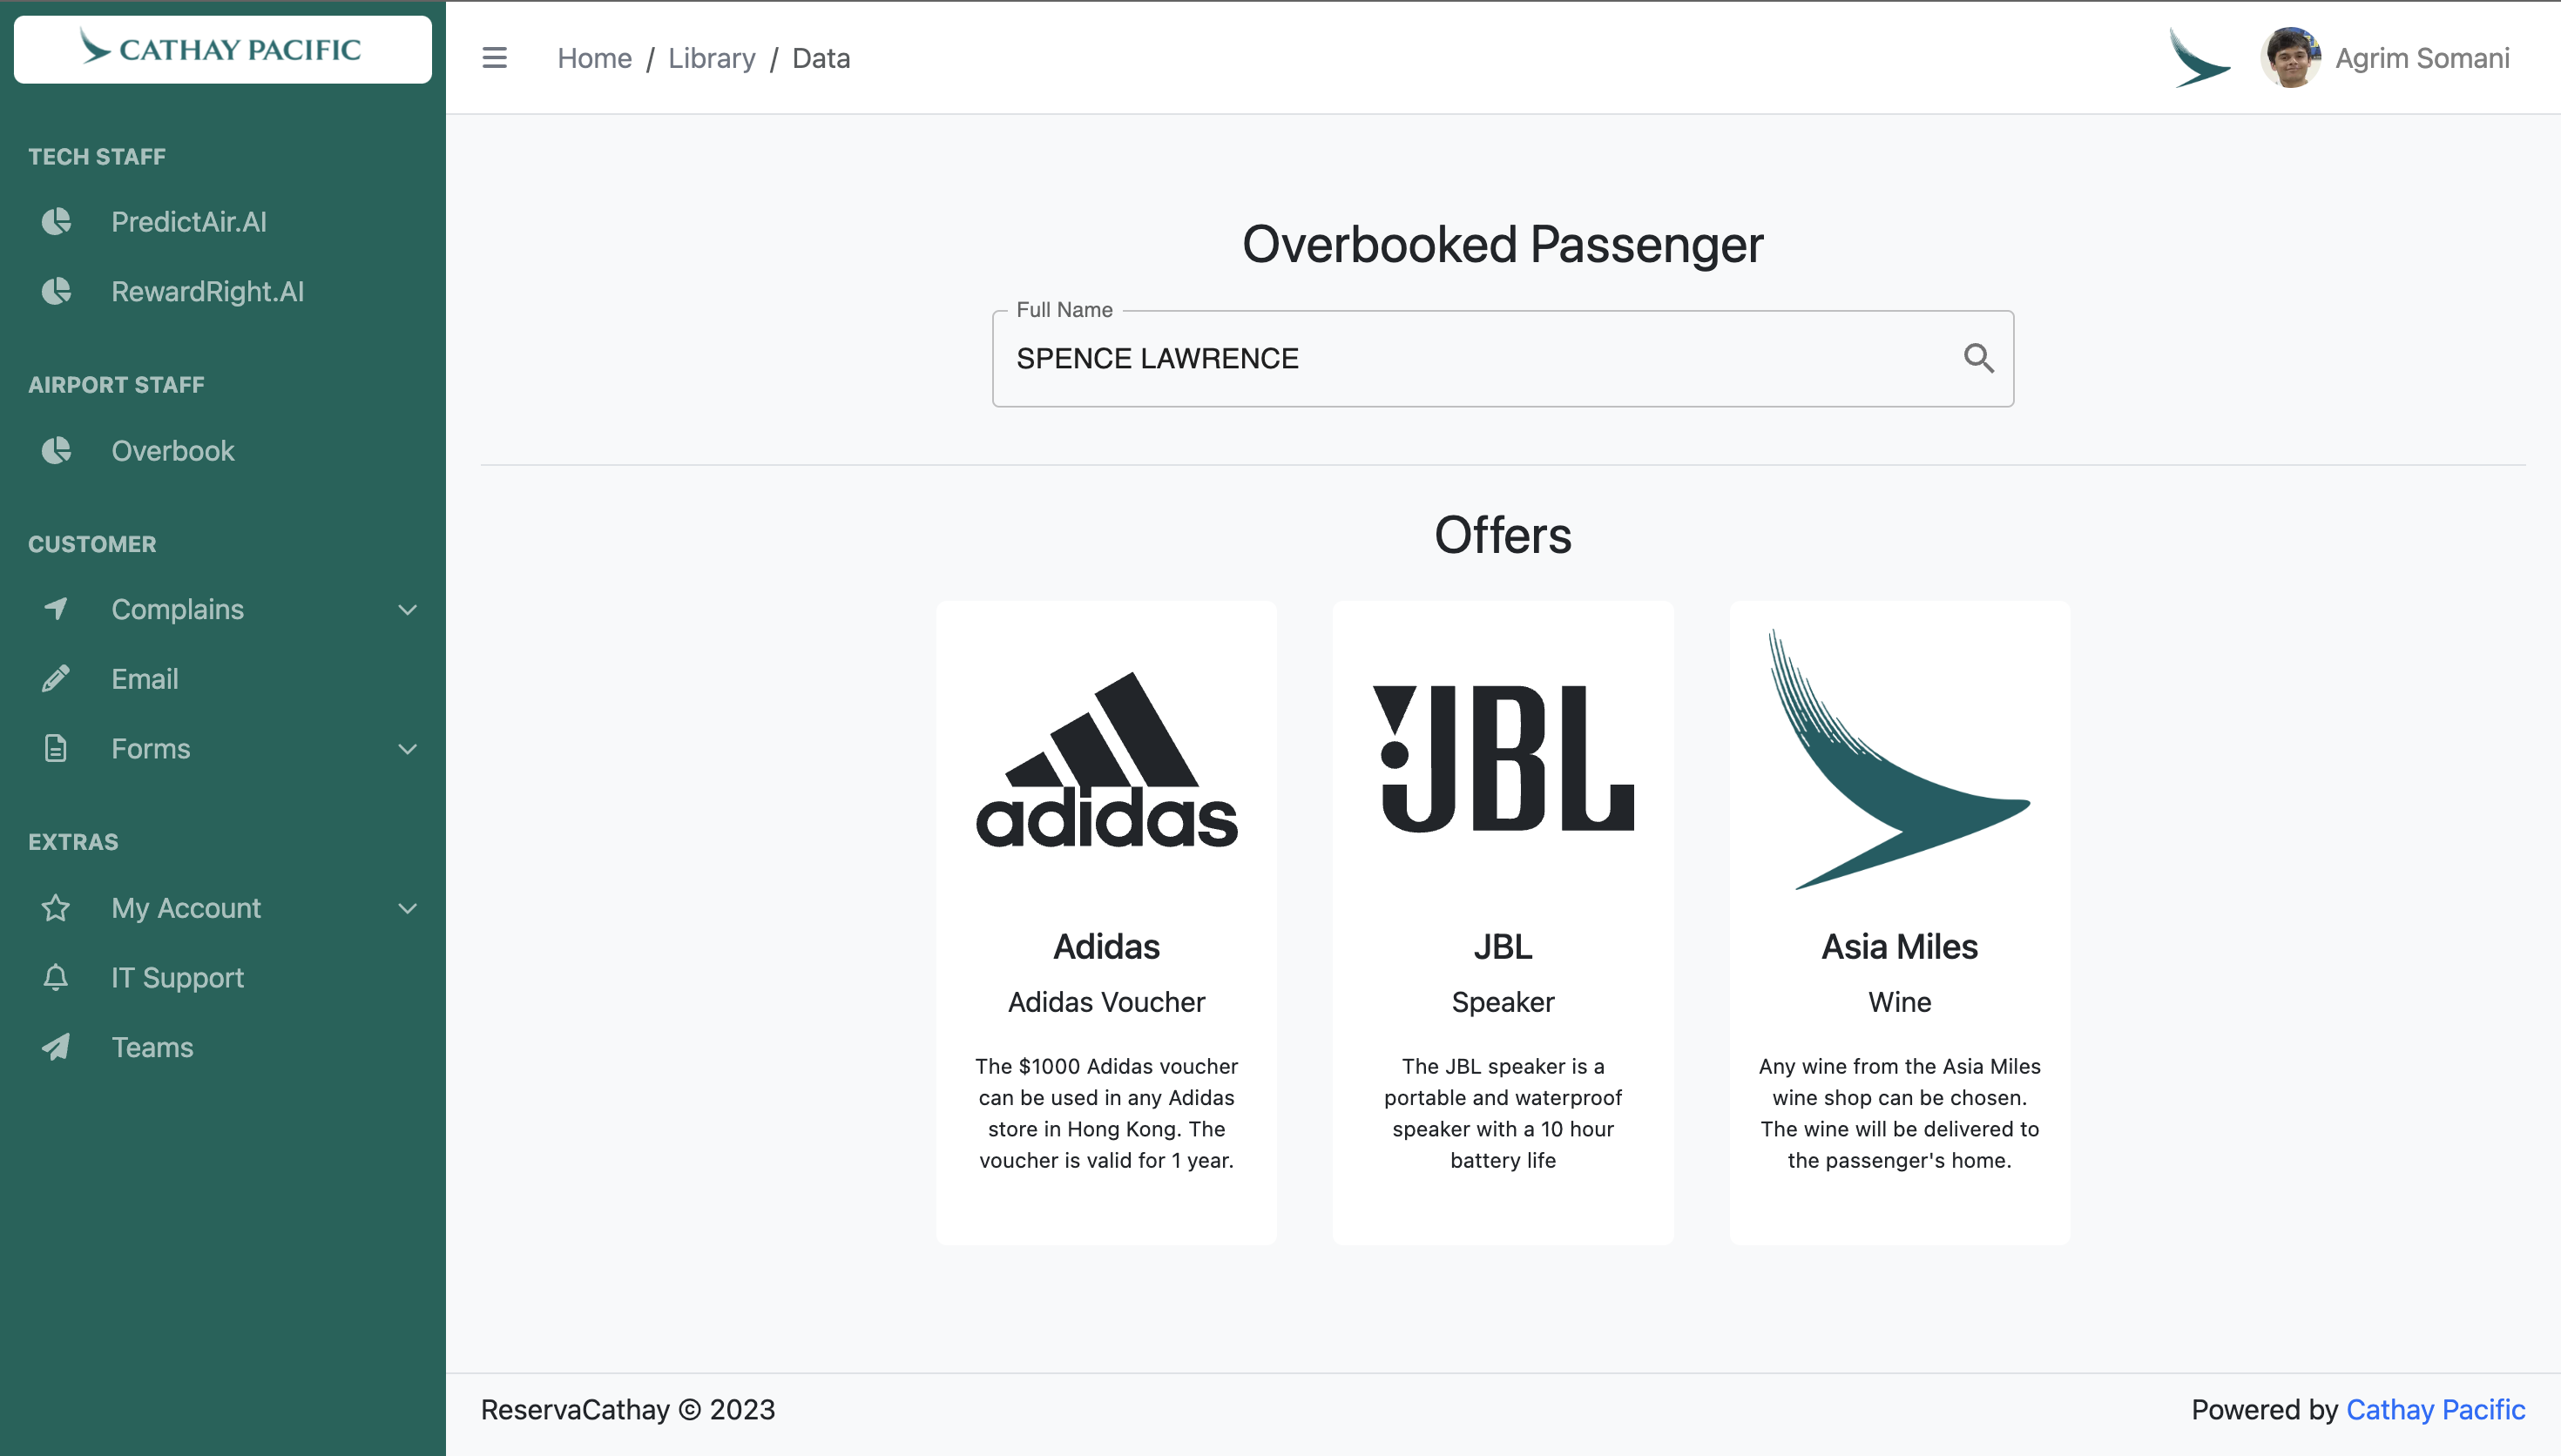 CATHAY PACIFIC
TECH STAFF
PredictAir.AI
RewardRight.AI
AIRPORT STAFF
Overbook
CUSTOMER
Complains
Email
Forms
EXTRAS
My Account
IT Support
Teams
Home / Library / Data
Agrim Somani
Overbooked Passenger
Full Name
SPENCE LAWRENCE
Offers
adidas
Adidas
Adidas Voucher
The $1000 Adidas voucher
can be used in any Adidas
store in Hong Kong. The
voucher is valid for 1 year.
JBL
JBL
Speaker
The JBL speaker is a
portable and waterproof
speaker with a 10 hour
battery life
Asia Miles
Wine
Any wine from the Asia Miles
wine shop can be chosen.
The wine will be delivered to
the passenger's home.
ReservaCathay © 2023
Powered by Cathay Pacific